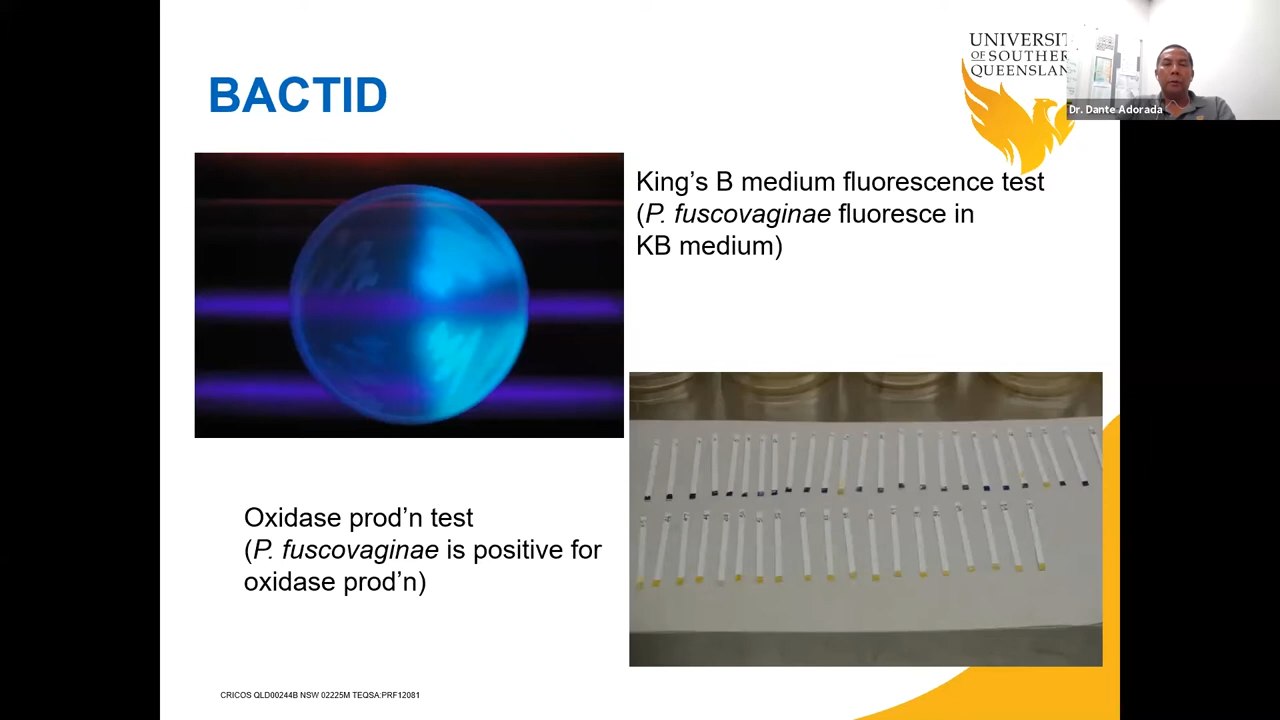 BACTID
UNIVERSIT
OF SOUTHER
QUEENSLAN
Dr. Dante Adorada
King's B medium fluorescence test
(P. fuscovaginae fluoresce in
KB medium)
Oxidase prod'n test
(P. fuscovaginae is positive for
oxidase prod'n)
CRICOS QLD00244B NSW 02225M TEQSA:PRF12081